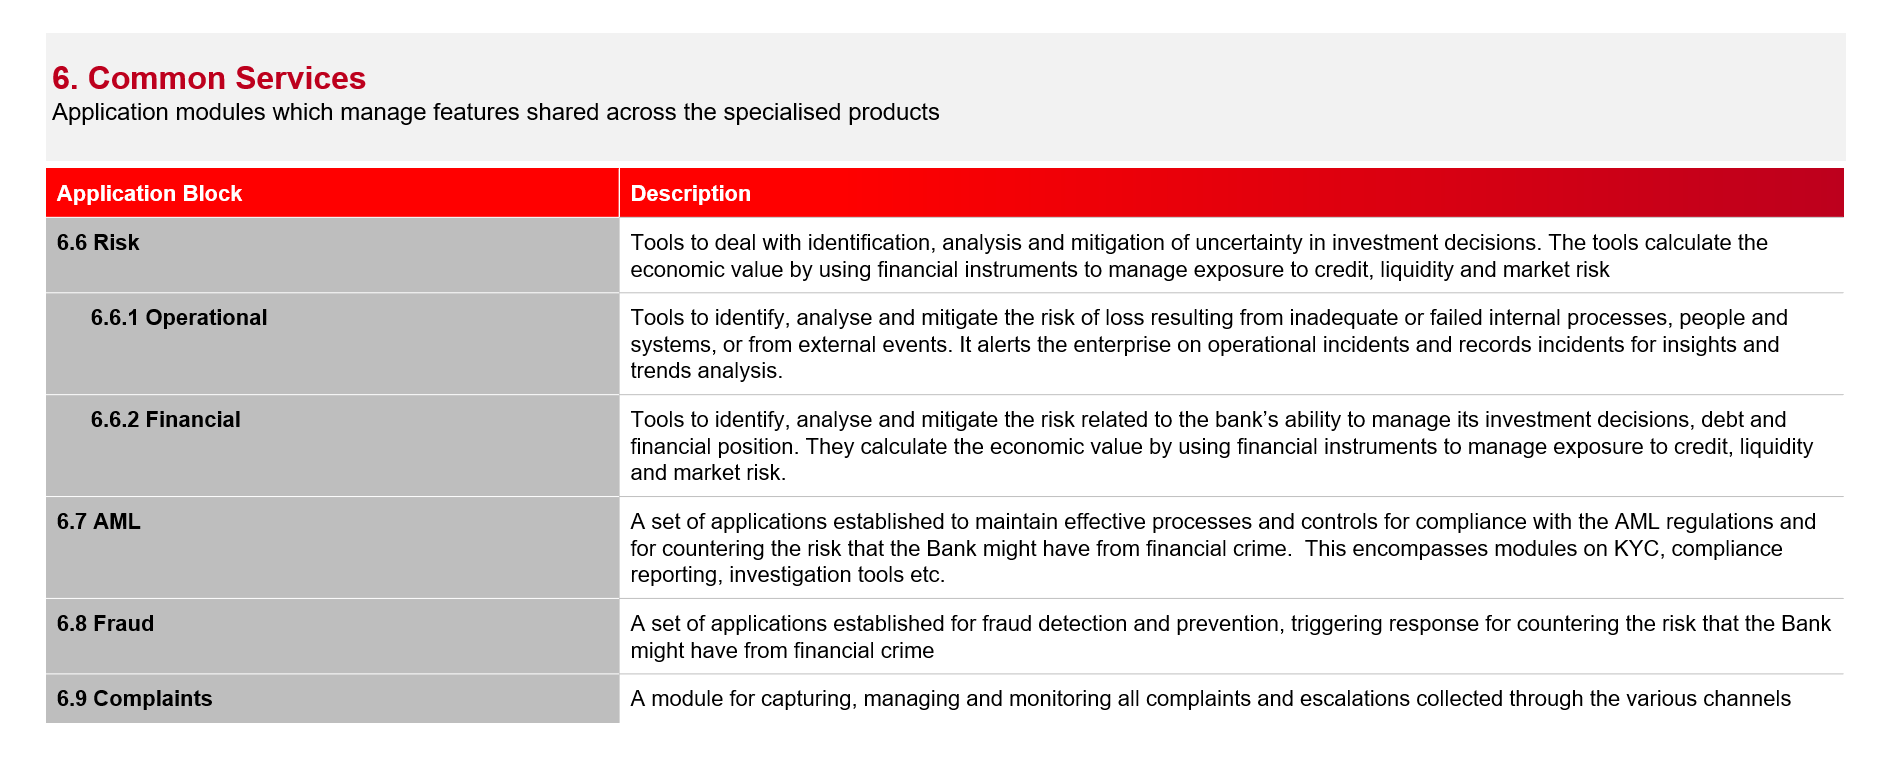 6. Common Services
Application modules which manage features shared across the specialised products
Application Block
Description
6.6 Risk
Tools to deal with identification, analysis and mitigation of uncertainty in investment decisions. The tools calculate the
economic value by using financial instruments to manage exposure to credit, liquidity and market risk
6.6.1 Operational
Tools to identify, analyse and mitigate the risk of loss resulting from inadequate or failed internal processes, people and
systems, or from external events. It alerts the enterprise on operational incidents and records incidents for insights and
trends analysis.
6.6.2 Financial
Tools to identify, analyse and mitigate the risk related to the bank’s ability to manage its investment decisions, debt and
financial position. They calculate the economic value by using financial instruments to manage exposure to credit, liquidity
and market risk.
6.7 AML
A set of applications established to maintain effective processes and controls for compliance with the AML regulations and
for countering the risk that the Bank might have from financial crime.  This encompasses modules on KYC, compliance
reporting, investigation tools etc.
6.8 Fraud
A set of applications established for fraud detection and prevention, triggering response for countering the risk that the Bank
might have from financial crime
6.9 Complaints
A module for capturing, managing and monitoring all complaints and escalations collected through the various channels